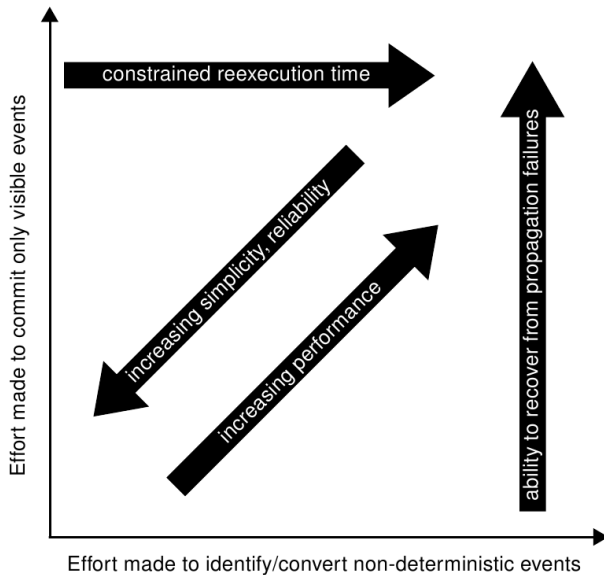 constrained reexecution time
increasing simplicity, reliability
increasing performance
ability to recover from propagation failures
Effort made to commit only visible events
Effort made to identify/convert non-deterministic events